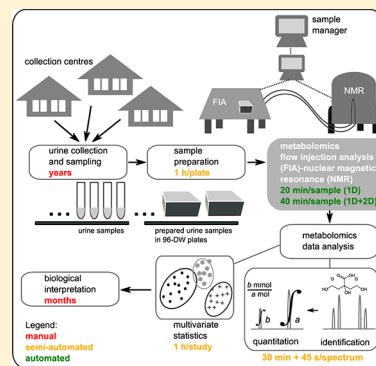 sample
manager
collection centres
FIA
NMR
urine collection
and sampling
years
sample
preparation
1 h/plate
metabolomics
flow injection analysis
(FIA)-nuclear magnetic
resonance (NMR)
20 min/sample (1D)
40 min/sample (1D+2D)
urine samples
prepared urine samples
in 96-DW plates
metabolomics
data analysis
biological
interpretation
months
multivariate
statistics
1 h/study
b mmol
a mol
b
a
quantitation
identification
30 min + 45 s/spectrum
Legend:
manual
semi-automated
automated